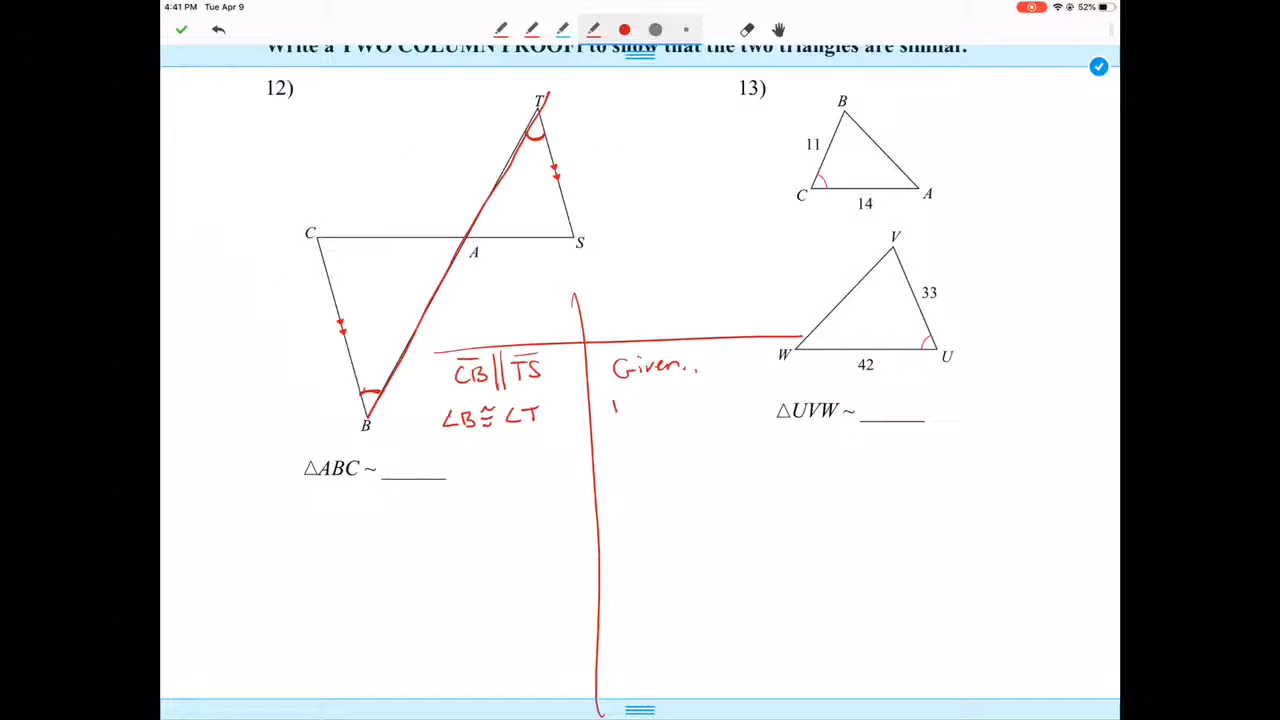 4:41 PM Tue Apr 9
52%
Write a TWO COLUMN PROOFT to show that the two triangles are similar.
12)
T
C
A
S
B
△ABC ~ ______
CB || TS
Given..
∠B ≅ ∠T
13)
B
11
C
A
14
V
33
W
U
42
△UVW ~ ______